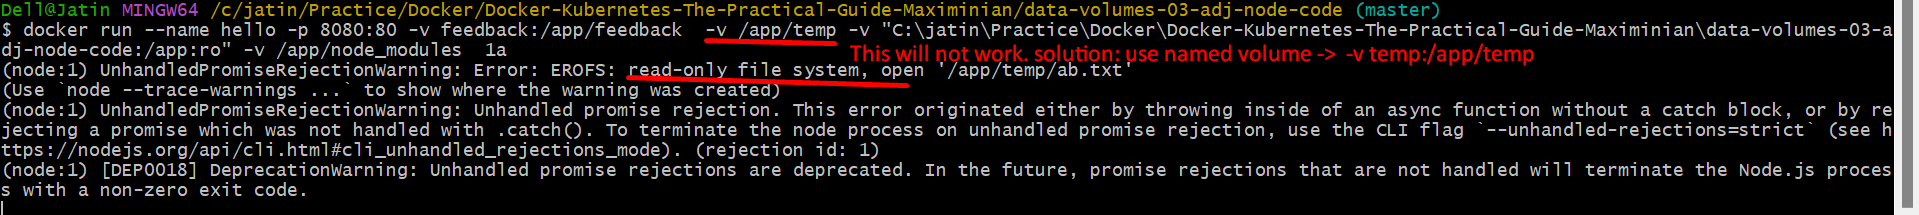 Dell@Jatin MINGW64 /c/jatin/Practice/Docker/Docker-Kubernetes-The-Practical-Guide-Maximinian/data-volumes-03-adj-node-code (master)
$ docker run --name hello -p 8080:80 -v feedback:/app/feedback  -v /app/temp -v "C:\jatin\Practice\Docker\Docker-Kubernetes-The-Practical-Guide-Maximinian\data-volumes-03-a
dj-node-code:/app:ro" -v /app/node_modules  1a
This will not work. solution: use named volume -> -v temp:/app/temp
(node:1) UnhandledPromiseRejectionWarning: Error: EROFS: read-only file system, open '/app/temp/ab.txt'
(Use `node --trace-warnings ...` to show where the warning was created)
(node:1) UnhandledPromiseRejectionWarning: Unhandled promise rejection. This error originated either by throwing inside of an async function without a catch block, or by re
jecting a promise which was not handled with .catch(). To terminate the node process on unhandled promise rejection, use the CLI flag `--unhandled-rejections=strict` (see h
ttps://nodejs.org/api/cli.html#cli_unhandled_rejections_mode). (rejection id: 1)
(node:1) [DEP0018] DeprecationWarning: Unhandled promise rejections are deprecated. In the future, promise rejections that are not handled will terminate the Node.js proces
s with a non-zero exit code.